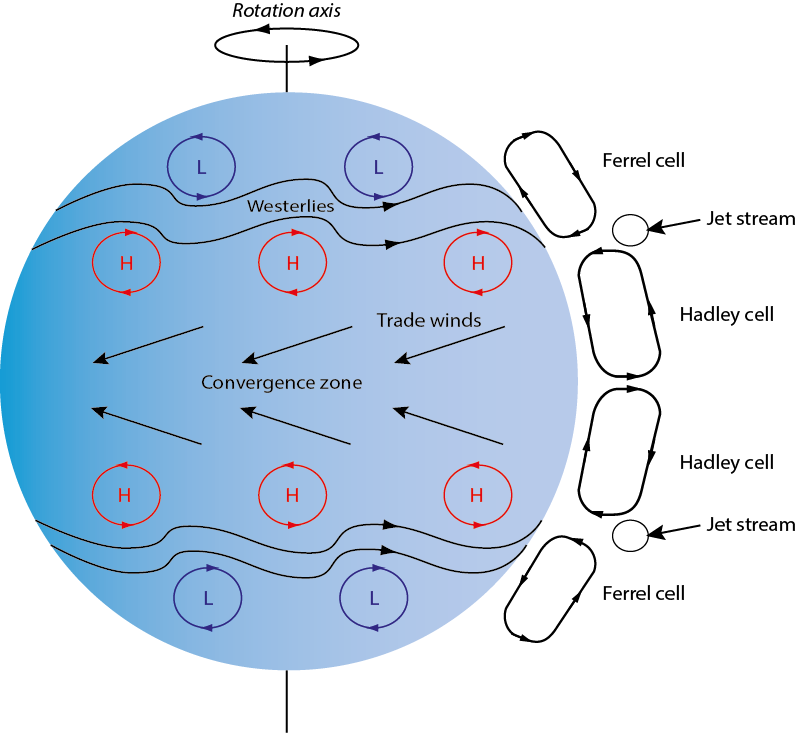 Rotation axis
L
L
Ferrel cell
Westerlies
Jet stream
H
H
H
Trade winds
Hadley cell
Convergence zone
Hadley cell
H
H
H
Jet stream
L
L
Ferrel cell